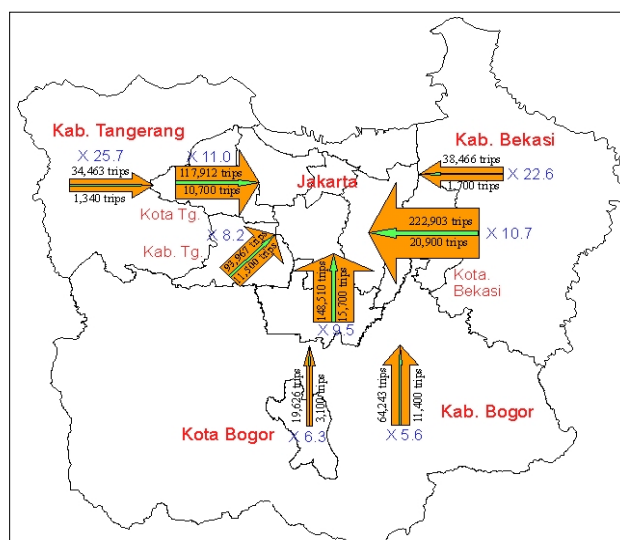 Kab. Tangerang
X 25.7
34,463 trips
1,340 trips
X 11.0
117,912 trips
10,700 trips
Kota Tg.
Jakarta
Kab. Bekasi
38,466 trips
1,700 trips
X 22.6
Kab. Tg.
X 8.2
93,967 trips
11,500 trips
222,903 trips
20,900 trips
X 10.7
Kota.
Bekasi
148,510 trips
15,700 trips
X 9.5
19,626 trips
3,100 trips
X 6.3
Kota Bogor
64,243 trips
11,400 trips
X 5.6
Kab. Bogor